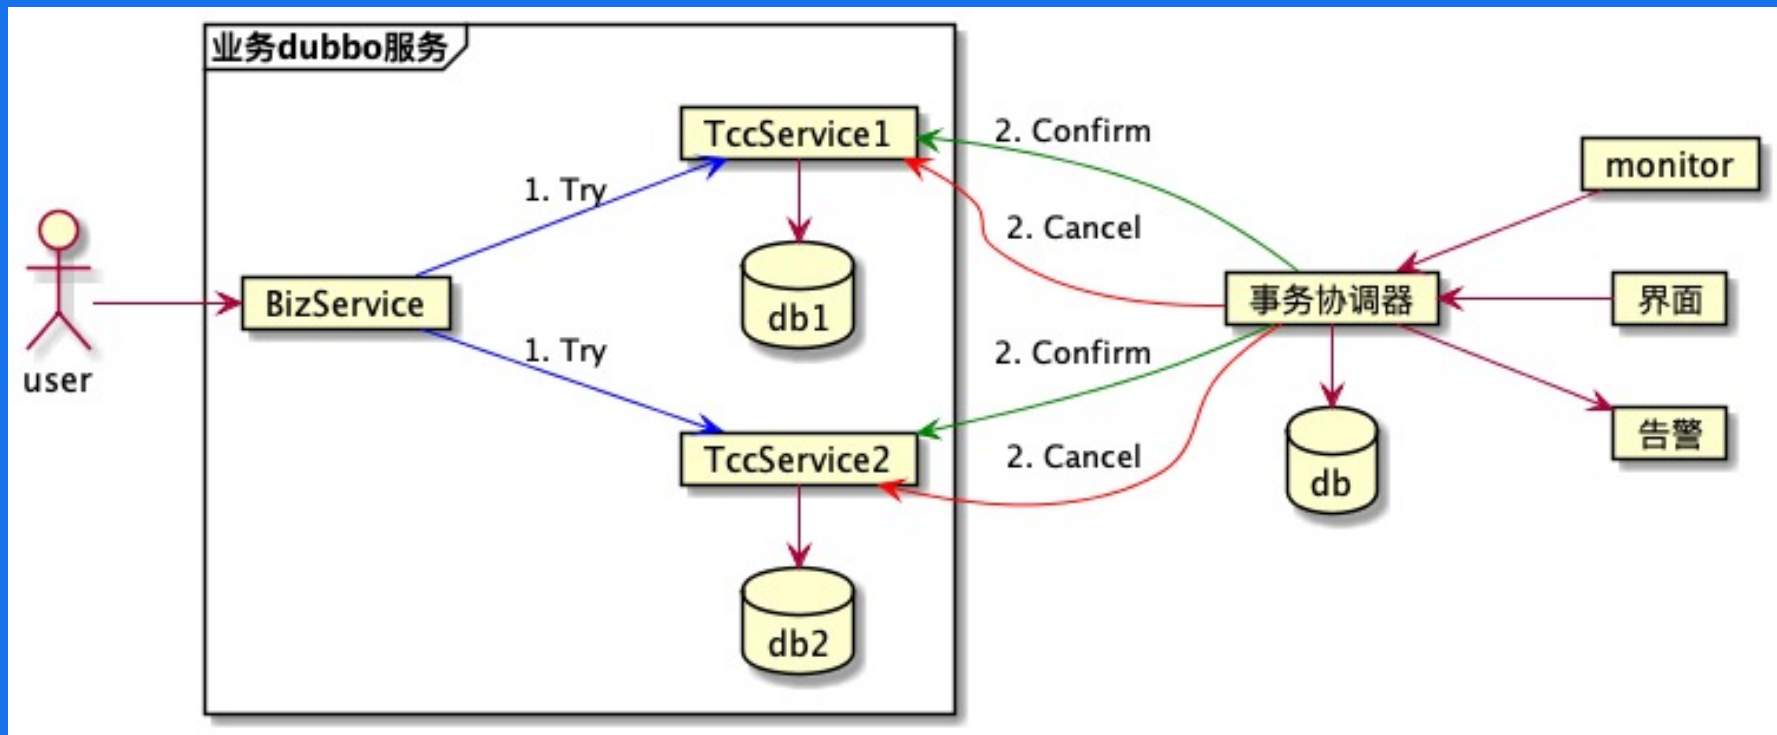 业务dubbo服务
TccService1
2. Confirm
monitor
1. Try
2. Cancel
BizService
db1
事务协调器
界面
user
1. Try
2. Confirm
告警
TccService2
2. Cancel
db
db2